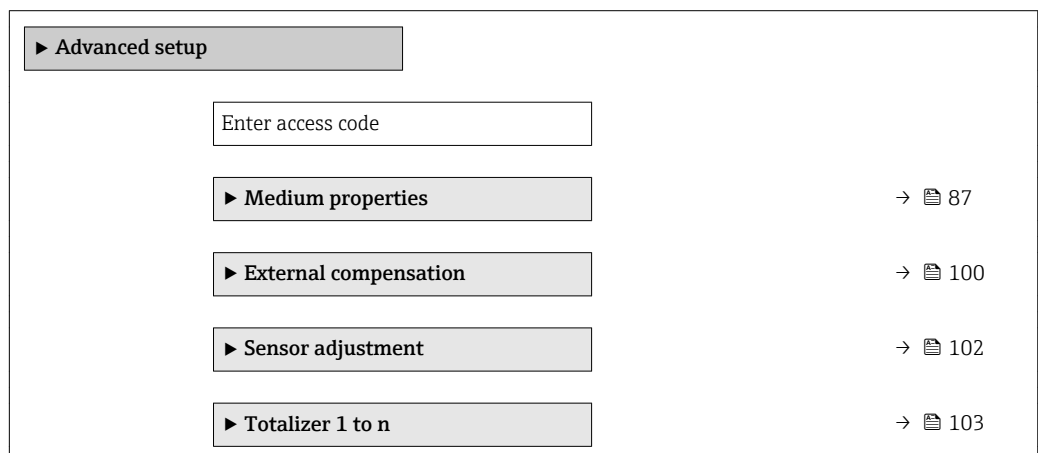 ▶ Advanced setup
Enter access code
▶ Medium properties → 87
▶ External compensation → 100
▶ Sensor adjustment → 102
▶ Totalizer 1 to n → 103